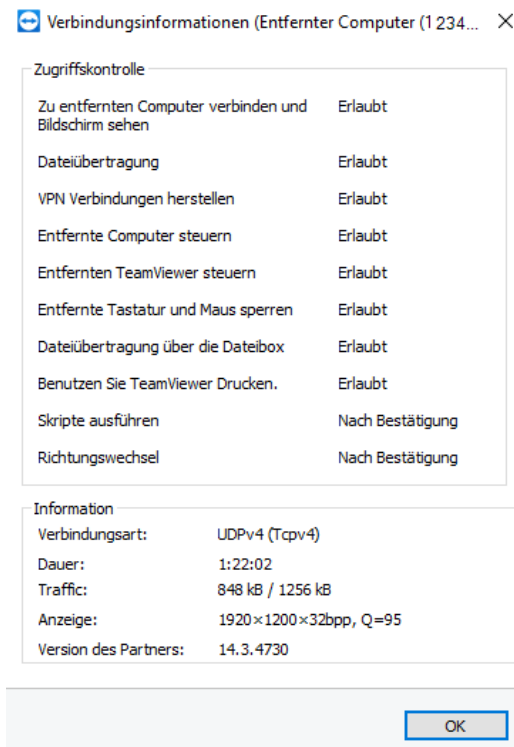 Verbindungsinformationen (Entfernter Computer (1 234...
Zugriffskontrolle
Zu entfernten Computer verbinden und Erlaubt
Bildschirm sehen
Dateiübertragung Erlaubt
VPN Verbindungen herstellen Erlaubt
Entfernte Computer steuern Erlaubt
Entfernten TeamViewer steuern Erlaubt
Entfernte Tastatur und Maus sperren Erlaubt
Dateiübertragung über die Dateibox Erlaubt
Benutzen Sie TeamViewer Drucken. Erlaubt
Skripte ausführen Nach Bestätigung
Richtungswechsel Nach Bestätigung
Information
Verbindungsart: UDPv4 (Tcpv4)
Dauer: 1:22:02
Traffic: 848 kB / 1256 kB
Anzeige: 1920×1200×32bpp, Q=95
Version des Partners: 14.3.4730
OK